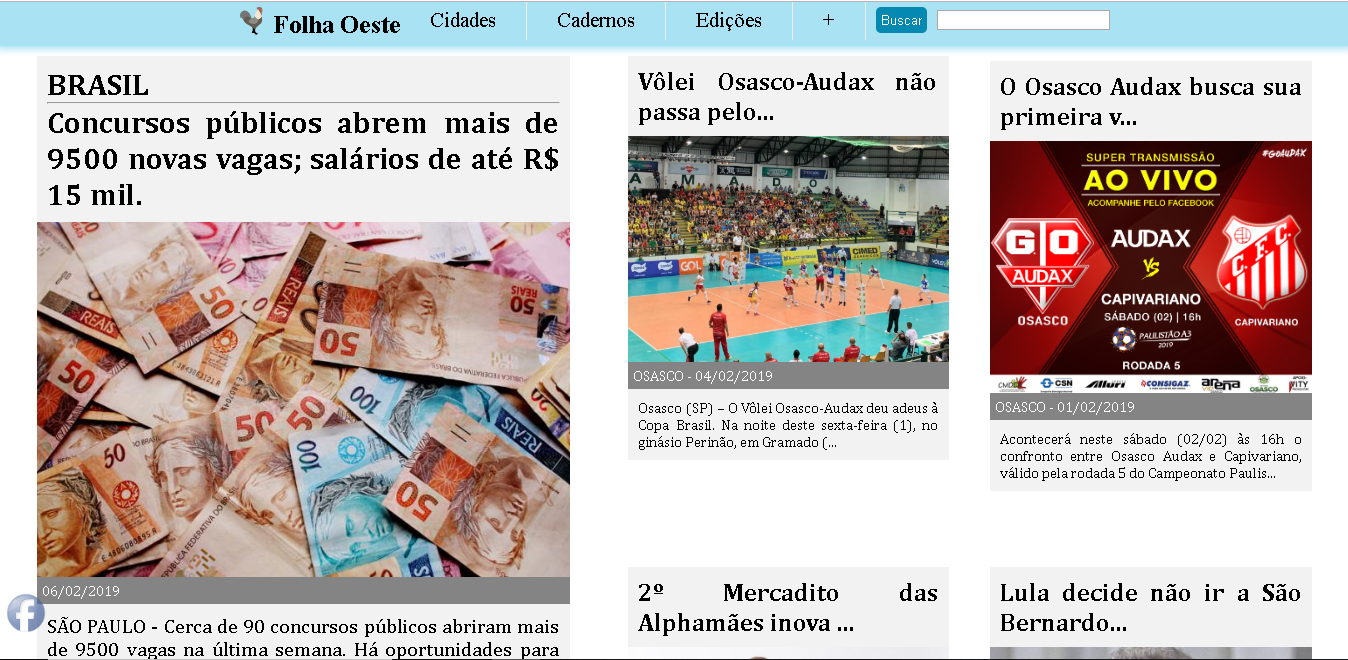 Folha Oeste
Cidades
Cadernos
Edições
+
Buscar
BRASIL
Concursos públicos abrem mais de
9500 novas vagas; salários de até R$
15 mil.
50
REAIS
100
06/02/2019
SÃO PAULO - Cerca de 90 concursos públicos abriram mais
de 9500 vagas na última semana. Há oportunidades para
Vôlei Osasco-Audax não
passa pelo...
GOL
CIMED
OSASCO - 04/02/2019
Osasco (SP) – O Vôlei Osasco-Audax deu adeus à
Copa Brasil. Na noite deste sexta-feira (1), no
ginásio Perinão, em Gramado (...
O Osasco Audax busca sua
primeira v...
#GOAUDAX
SUPER TRANSMISSÃO
AO VIVO
ACOMPANHE PELO FACEBOOK
GO
AUDAX
OSASCO
AUDAX
VS
CAPIVARIANO
SÁBADO (02) | 16h
PAULISTÃO A3
2019
RODADA 5
C.F.C.
CAPIVARIANO
CSN
Alluri
CONSIGAZ
arena
OSASCO
OSASCO - 01/02/2019
Acontecerá neste sábado (02/02) às 16h o
confronto entre Osasco Audax e Capivariano,
válido pela rodada 5 do Campeonato Paulis...
2º Mercadito das
Alphamães inova ...
Lula decide não ir a São
Bernardo...